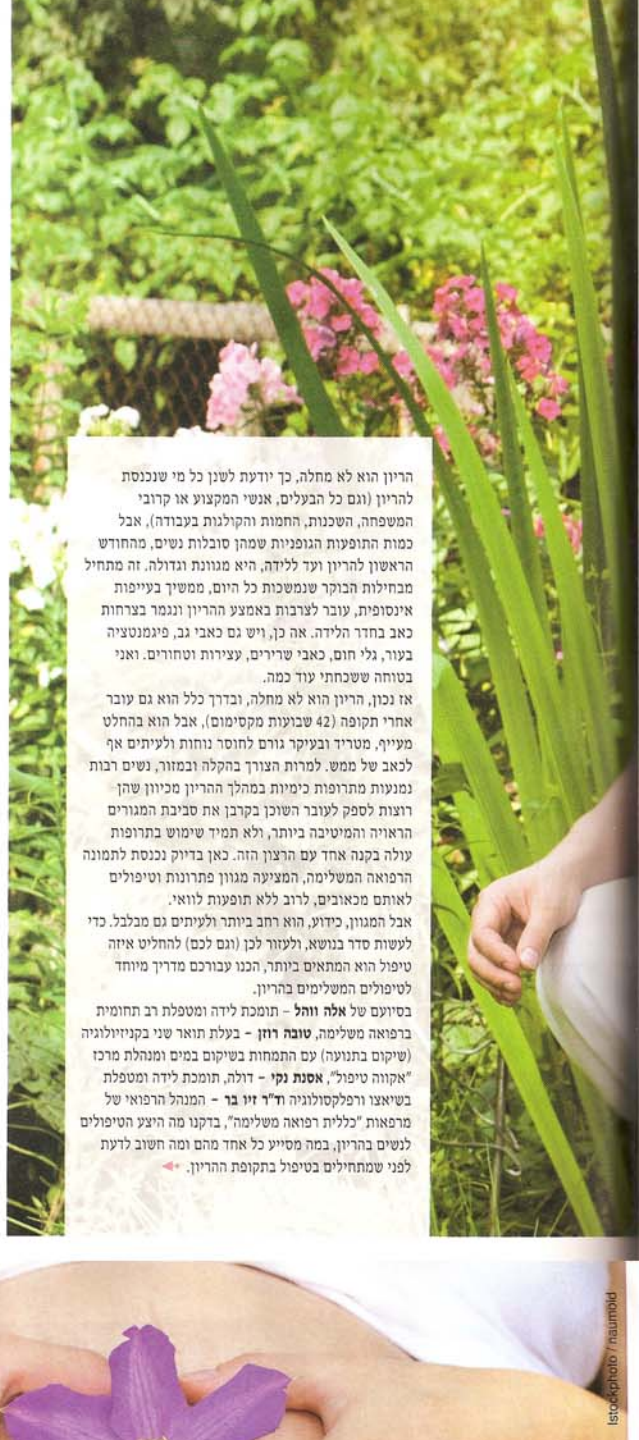 הריון הוא לא מחלה, כך יודעת לשנן כל מי שנכנסת
להריון (וגם כל הבעלים, אנשי המקצוע או קרובי
המשפחה, השכנות, החמות והקולגות בעבודה), אבל
כמות התופעות הגופניות שמהן סובלות נשים, מהחודש
הראשון להריון ועד ללידה, היא מגוונת וגדולה. זה מתחיל
מבחילות הבוקר שנמשכות כל היום, ממשיך בעייפות
אינסופית, עובר לצרבות באמצע ההריון ונגמר בצרחות
כאב בחדר הלידה. אה כן, ויש גם כאבי גב, פיגמנטציה
בעור, גלי חום, כאבי שרירים, עצירות וטחורים. ואני
בטוחה ששכחתי עוד כמה.
אז נכון, הריון הוא לא מחלה, ובדרך כלל הוא גם עובר
אחרי תקופה (42 שבועות מקסימום), אבל הוא בהחלט
מעייף, מטריד ובעיקר גורם לחוסר נוחות ולעיתים אף
לכאב של ממש. למרות הצורך בהקלה ובמזור, נשים רבות
נמנעות מתרופות כימיות במהלך ההריון מכיוון שהן
רוצות לספק לעובר השוכן בקרבן את סביבת המגורים
הראויה והמיטיבה ביותר, ולא תמיד שימוש בתרופות
עולה בקנה אחד עם הרצון הזה. כאן בדיוק נכנסת לתמונה
הרפואה המשלימה, המציעה מגוון פתרונות וטיפולים
לאותם מכאובים, לרוב ללא תופעות לוואי.
אבל המגוון, כידוע, הוא רחב ביותר ולעיתים גם מבלבל. כדי
לעשות סדר בנושא, ולעזור לכן (וגם לכם) להחליט איזה
טיפול הוא המתאים ביותר, הכנו עבורכם מדריך מיוחד
לטיפולים המשלימים בהריון.
בסיועם של אלה ווהל – תומכת לידה ומטפלת רב תחומית
ברפואה משלימה, טובה רוזן – בעלת תואר שני בקניזיולוגיה
(שיקום בתנועה) עם התמחות בשיקום במים ומנהלת מרכז
"אקווה טיפול", אסנת נקי – דולה, תומכת לידה ומטפלת
בשיאצו ורפלקסולוגיה וד"ר זיו בר – המנהל הרפואי של
מרפאות "כללית רפואה משלימה", בדקנו מה היצע הטיפולים
לנשים בהריון, במה מסייע כל אחד מהם ומה חשוב לדעת
לפני שמתחילים בטיפול בתקופת ההריון.
Istockphoto / naumoid